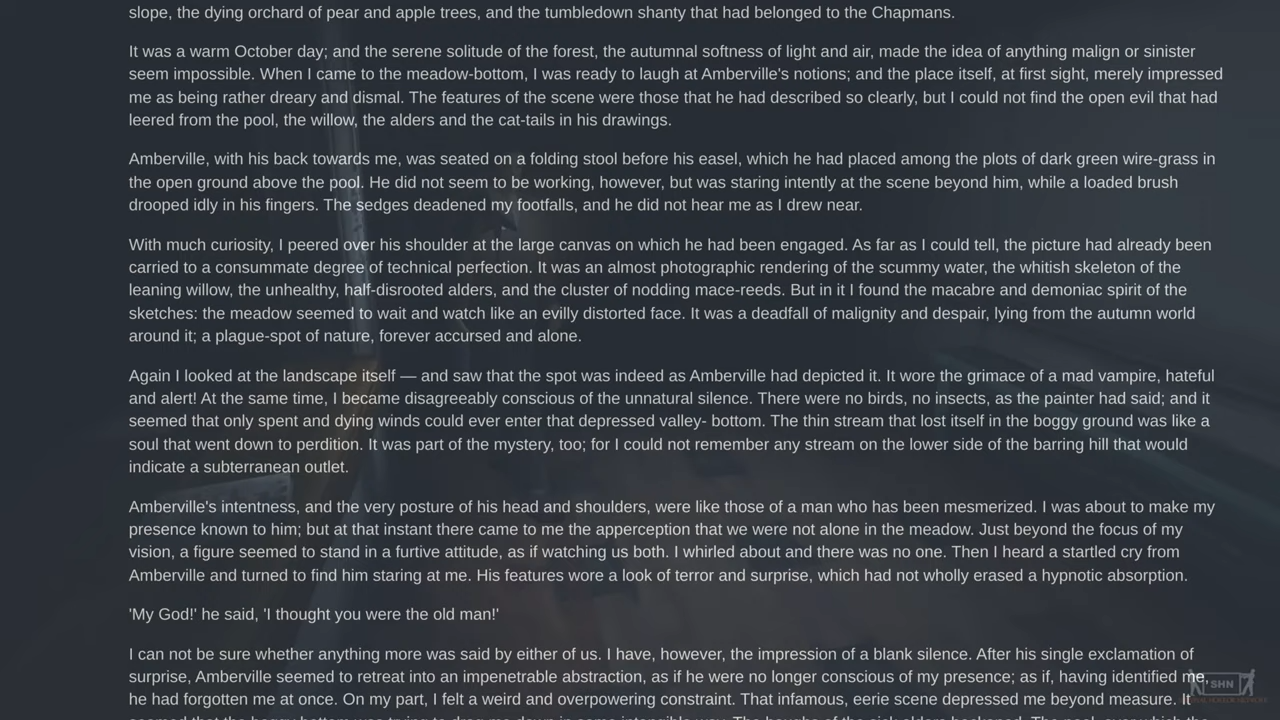 slope, the dying orchard of pear and apple trees, and the tumbledown shanty that had belonged to the Chapmans.
It was a warm October day; and the serene solitude of the forest, the autumnal softness of light and air, made the idea of anything malign or sinister
seem impossible. When I came to the meadow-bottom, I was ready to laugh at Amberville's notions; and the place itself, at first sight, merely impressed
me as being rather dreary and dismal. The features of the scene were those that he had described so clearly, but I could not find the open evil that had
leered from the pool, the willow, the alders and the cat-tails in his drawings.
Amberville, with his back towards me, was seated on a folding stool before his easel, which he had placed among the plots of dark green wire-grass in
the open ground above the pool. He did not seem to be working, however, but was staring intently at the scene beyond him, while a loaded brush
drooped idly in his fingers. The sedges deadened my footfalls, and he did not hear me as I drew near.
With much curiosity, I peered over his shoulder at the large canvas on which he had been engaged. As far as I could tell, the picture had already been
carried to a consummate degree of technical perfection. It was an almost photographic rendering of the scummy water, the whitish skeleton of the
leaning willow, the unhealthy, half-disrooted alders, and the cluster of nodding mace-reeds. But in it I found the macabre and demoniac spirit of the
sketches: the meadow seemed to wait and watch like an evilly distorted face. It was a deadfall of malignity and despair, lying from the autumn world
around it; a plague-spot of nature, forever accursed and alone.
Again I looked at the landscape itself — and saw that the spot was indeed as Amberville had depicted it. It wore the grimace of a mad vampire, hateful
and alert! At the same time, I became disagreeably conscious of the unnatural silence. There were no birds, no insects, as the painter had said; and it
seemed that only spent and dying winds could ever enter that depressed valley- bottom. The thin stream that lost itself in the boggy ground was like a
soul that went down to perdition. It was part of the mystery, too; for I could not remember any stream on the lower side of the barring hill that would
indicate a subterranean outlet.
Amberville's intentness, and the very posture of his head and shoulders, were like those of a man who has been mesmerized. I was about to make my
presence known to him; but at that instant there came to me the apperception that we were not alone in the meadow. Just beyond the focus of my
vision, a figure seemed to stand in a furtive attitude, as if watching us both. I whirled about and there was no one. Then I heard a startled cry from
Amberville and turned to find him staring at me. His features wore a look of terror and surprise, which had not wholly erased a hypnotic absorption.
'My God!' he said, 'I thought you were the old man!'
I can not be sure whether anything more was said by either of us. I have, however, the impression of a blank silence. After his single exclamation of
surprise, Amberville seemed to retreat into an impenetrable abstraction, as if he were no longer conscious of my presence; as if, having identified me,
he had forgotten me at once. On my part, I felt a weird and overpowering constraint. That infamous, eerie scene depressed me beyond measure. It
SHN